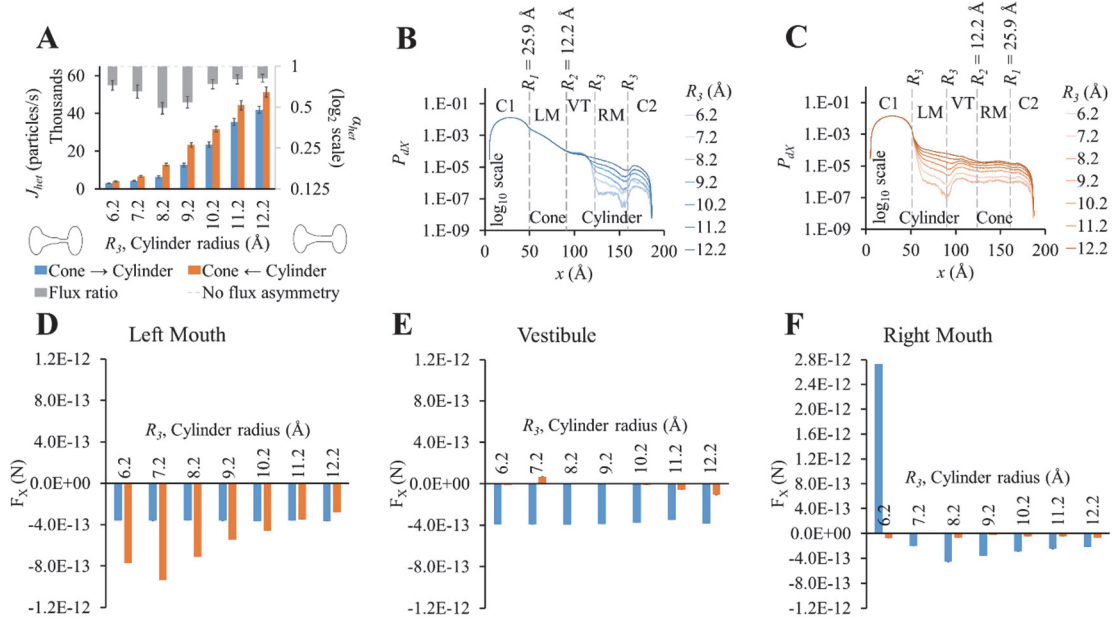 A
J_het (particles/s)
Thousands
60
40
20
0
1
0.5
0.25
0.125
α_het
(log₂ scale)
6.2
7.2
8.2
9.2
10.2
11.2
12.2
R₃, Cylinder radius (Å)
Cone → Cylinder
Cone ← Cylinder
Flux ratio
No flux asymmetry
B
R₁ = 25.9 Å
R₂ = 12.2 Å
R₃
R₃
C1
LM
VT
RM
C2
1.E-01
1.E-03
1.E-05
1.E-07
1.E-09
P_dX
log₁₀ scale
Cone
Cylinder
0
50
100
150
200
x (Å)
R₃ (Å)
6.2
7.2
8.2
9.2
10.2
11.2
12.2
C
R₃
R₃
R₂ = 12.2 Å
R₁ = 25.9 Å
C1
LM
VT
RM
C2
1.E-01
1.E-03
1.E-05
1.E-07
1.E-09
P_dX
log₁₀ scale
Cylinder
Cone
0
50
100
150
200
x (Å)
R₃ (Å)
6.2
7.2
8.2
9.2
10.2
11.2
12.2
D
Left Mouth
1.2E-12
8.0E-13
4.0E-13
0.0E+00
-4.0E-13
-8.0E-13
-1.2E-12
F_X (N)
R₃, Cylinder radius (Å)
6.2
7.2
8.2
9.2
10.2
11.2
12.2
E
Vestibule
1.2E-12
8.0E-13
4.0E-13
0.0E+00
-4.0E-13
-8.0E-13
-1.2E-12
F_X (N)
R₃, Cylinder radius (Å)
6.2
7.2
8.2
9.2
10.2
11.2
12.2
F
Right Mouth
2.8E-12
2.4E-12
2.0E-12
1.6E-12
1.2E-12
8.0E-13
4.0E-13
0.0E+00
-4.0E-13
-8.0E-13
-1.2E-12
F_X (N)
R₃, Cylinder radius (Å)
6.2
7.2
8.2
9.2
10.2
11.2
12.2